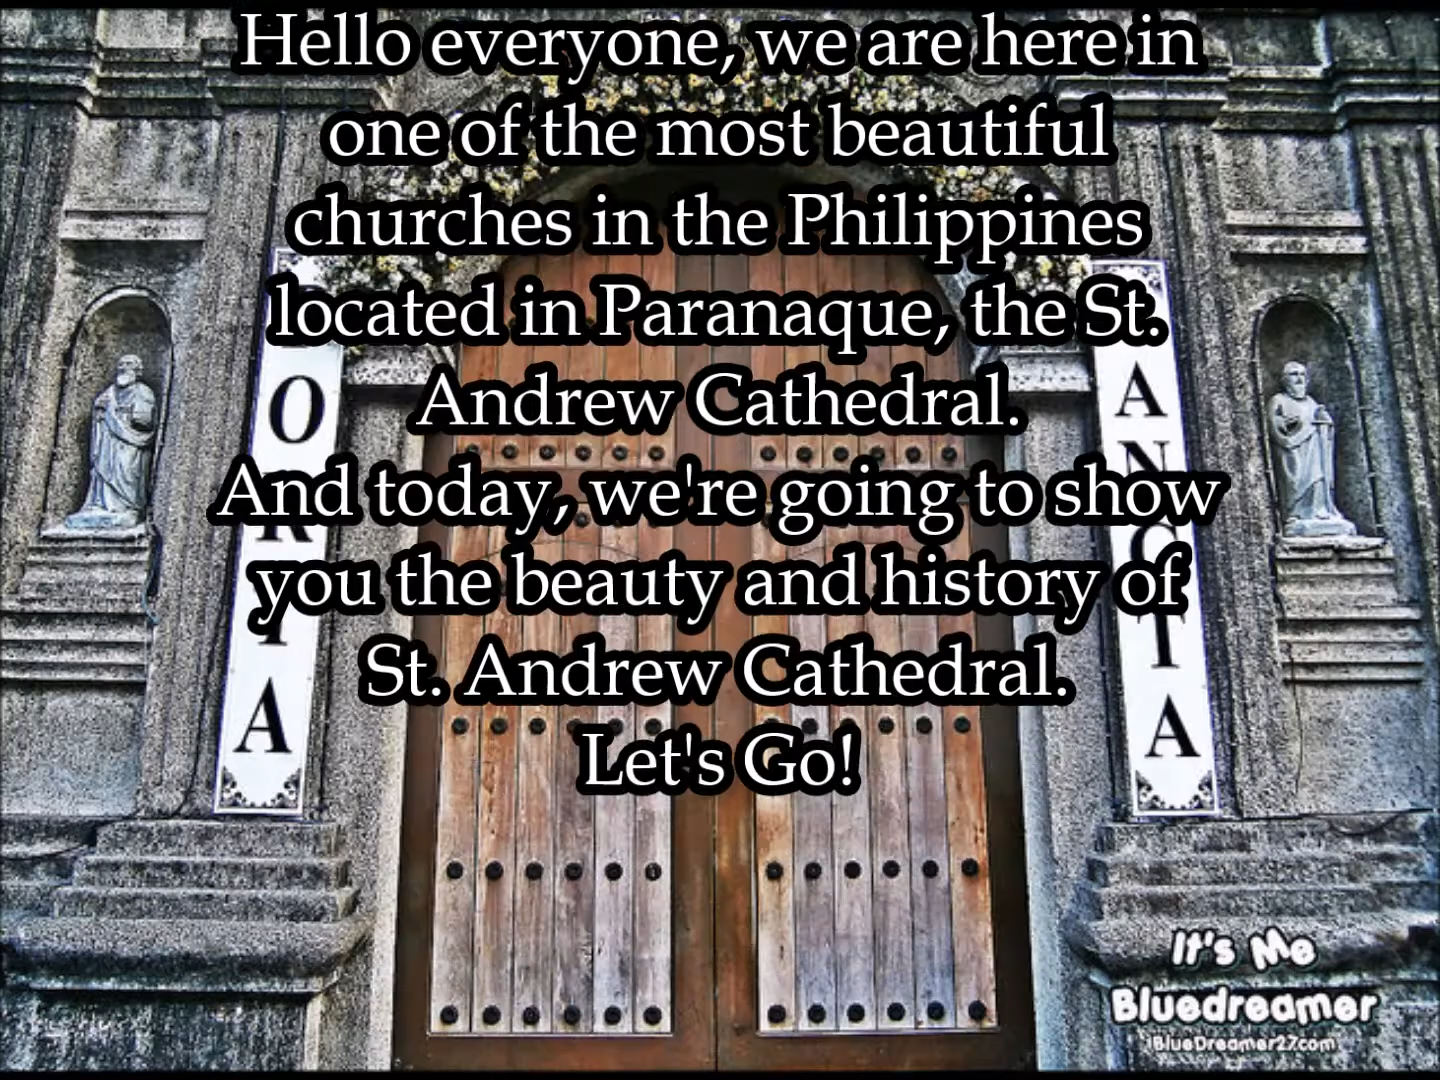 Hello everyone, we are here in
one of the most beautiful
churches in the Philippines
located in Paranaque, the St.
Andrew Cathedral.
And today, we're going to show
you the beauty and history of
St. Andrew Cathedral.
Let's Go!
It's Me
Bluedreamer
BlueDreamer27.com